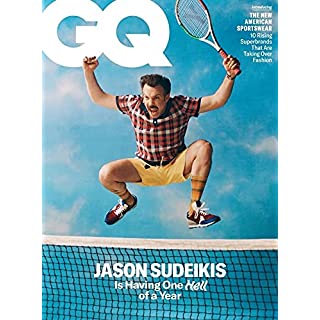 GQ
Introducing
THE NEW
AMERICAN
SPORTSWEAR
10 Rising
Superbrands
That Are
Taking Over
Fashion
JASON SUDEIKIS
Is Having One Hell
of a Year